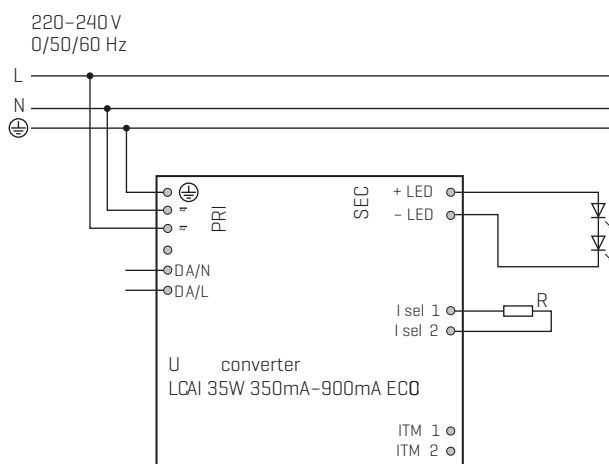 220–240 V
0/50/60 Hz
L
N
PRI
SEC
+ LED
– LED
DA/N
DA/L
I sel 1
I sel 2
R
U converter
LCAI 35W 350mA–900mA ECO
ITM 1
ITM 2